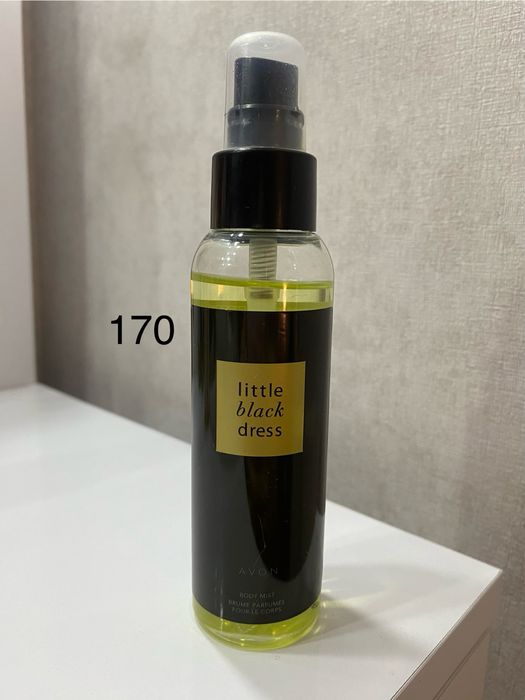 170
little
black
dress
AVON
BODY MIST
BRUME PARFUMÉE
POUR LE CORPS